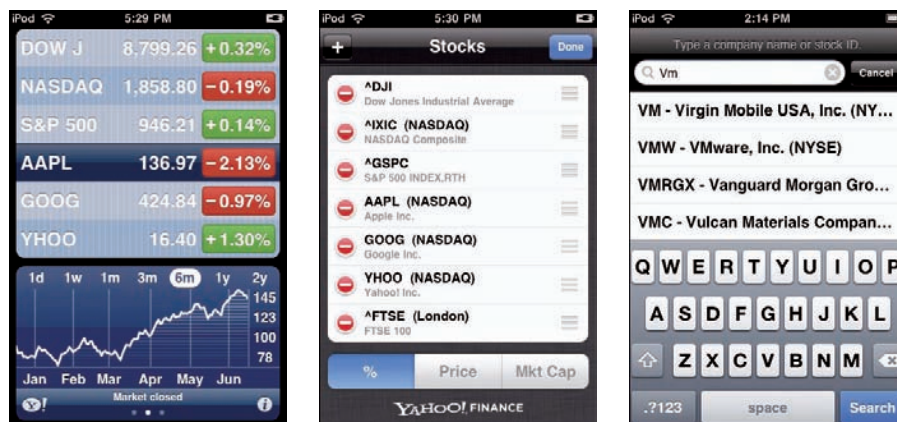 iPod 5:29 PM
DOW J 8,799.26 +0.32%
NASDAQ 1,858.80 −0.19%
S&P 500 946.21 +0.14%
AAPL 136.97 −2.13%
GOOG 424.84 −0.97%
YHOO 16.40 +1.30%
1d 1w 1m 3m 6m 1y 2y
145
123
100
78
Jan Feb Mar Apr May Jun
Market closed
Y!
iPod 5:30 PM
+ Stocks Done
^DJI
Dow Jones Industrial Average
^IXIC (NASDAQ)
NASDAQ Composite
^GSPC
S&P 500 INDEX,RTH
AAPL (NASDAQ)
Apple Inc.
GOOG (NASDAQ)
Google Inc.
YHOO (NASDAQ)
Yahoo! Inc.
^FTSE (London)
FTSE 100
% Price Mkt Cap
YAHOO! FINANCE
iPod 2:14 PM
Type a company name or stock ID.
Vm Cancel
VM - Virgin Mobile USA, Inc. (NY...
VMW - VMware, Inc. (NYSE)
VMRGX - Vanguard Morgan Gro...
VMC - Vulcan Materials Compan...
Q W E R T Y U I O P
A S D F G H J K L
Z X C V B N M
.?123 space Search